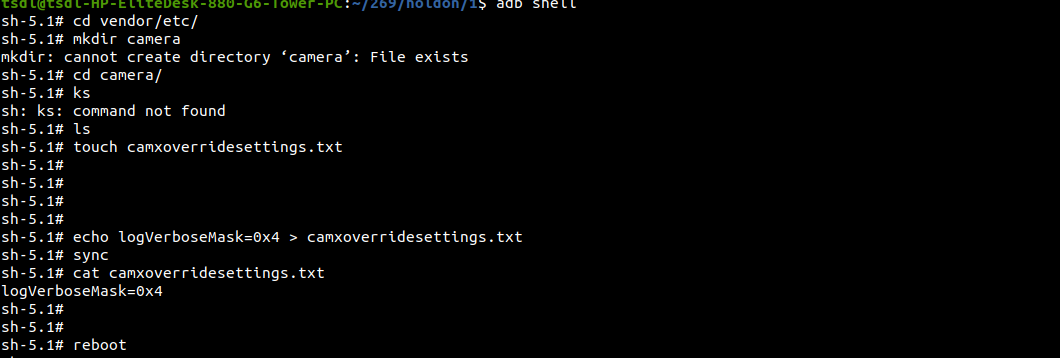 tsdl@tsdl-HP-EliteDesk-880-G6-Tower-PC:~/269/holdon/1$ adb shell
sh-5.1# cd vendor/etc/
sh-5.1# mkdir camera
mkdir: cannot create directory ‘camera’: File exists
sh-5.1# cd camera/
sh-5.1# ks
sh: ks: command not found
sh-5.1# ls
sh-5.1# touch camxoverridesettings.txt
sh-5.1#
sh-5.1#
sh-5.1#
sh-5.1#
sh-5.1# echo logVerboseMask=0x4 > camxoverridesettings.txt
sh-5.1# sync
sh-5.1# cat camxoverridesettings.txt
logVerboseMask=0x4
sh-5.1#
sh-5.1#
sh-5.1# reboot